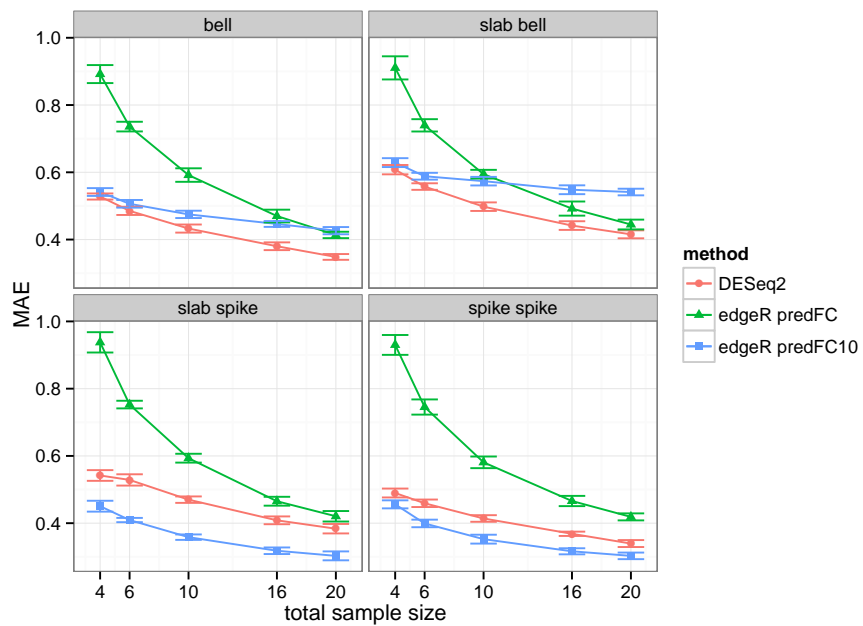 bell
slab bell
1.0
0.8
0.6
0.4
slab spike
spike spike
1.0
0.8
0.6
0.4
MAE
4 6 10 16 20
4 6 10 16 20
total sample size
method
DESeq2
edgeR predFC
edgeR predFC10